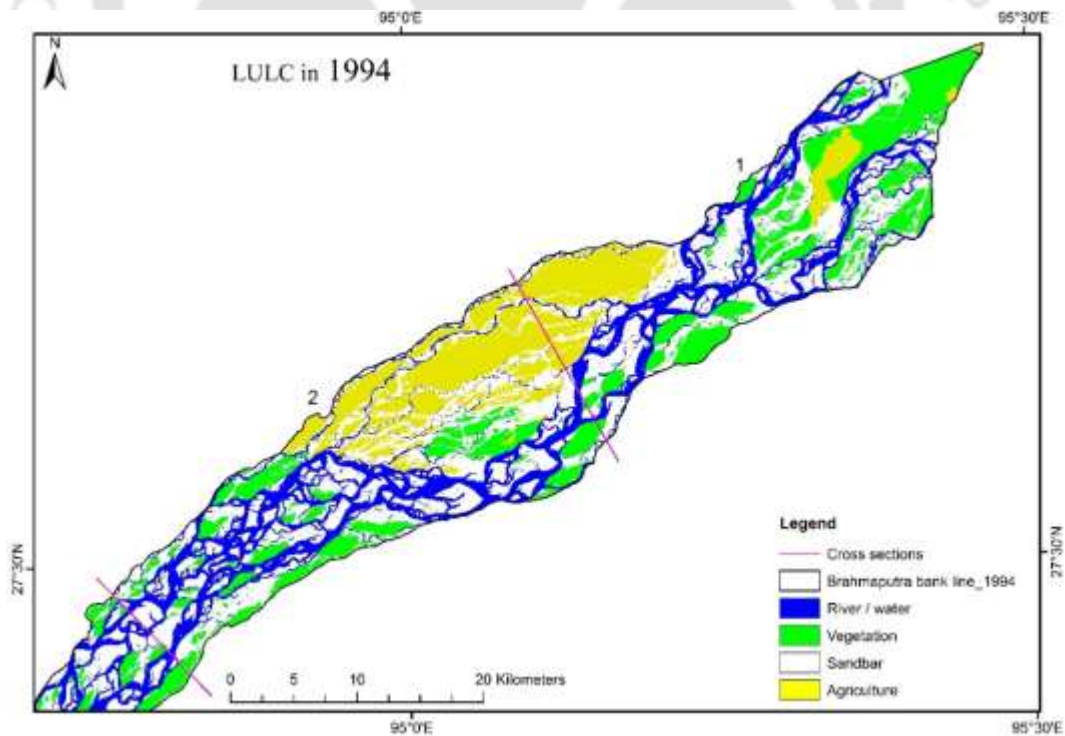 95°0'E
95°30'E
N
LULC in 1994
1
2
27°30'N
27°30'N
Legend
Cross sections
Brahmaputra bank line_1994
River / water
Vegetation
Sandbar
Agriculture
0 5 10 20 Kilometers
95°0'E
95°30'E